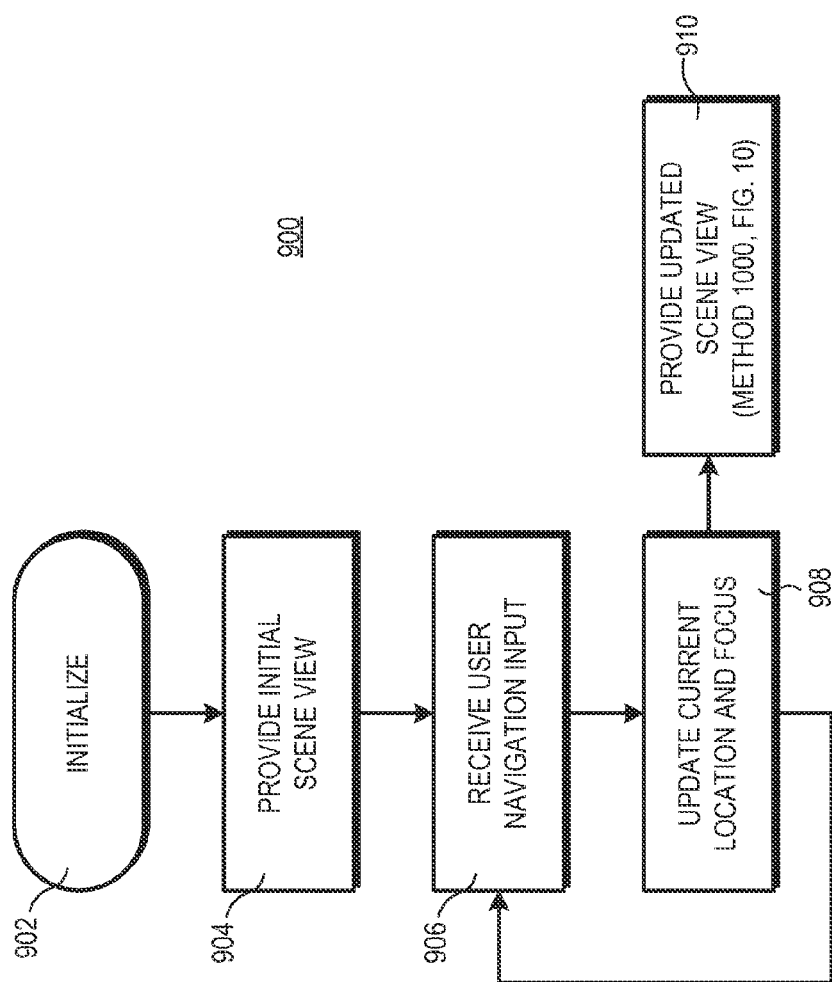 900
902
INITIALIZE
904
PROVIDE INITIAL
SCENE VIEW
906
RECEIVE USER
NAVIGATION INPUT
908
UPDATE CURRENT
LOCATION AND FOCUS
910
PROVIDE UPDATED
SCENE VIEW
(METHOD 1000, FIG. 10)